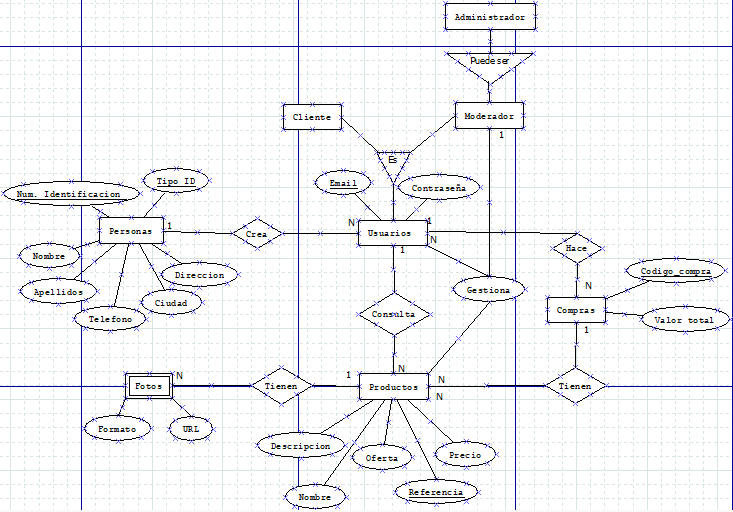 Administrador
Puede ser
Cliente
Moderador
1
Es
Email
Contraseña
Num. Identificacion
Tipo ID
Personas
1
Crea
N
Usuarios
1
N
1
Hace
Nombre
Apellidos
Telefono
Ciudad
Direccion
Gestiona
N
Codigo_compra
Compras
Valor total
1
Consulta
N
Fotos
N
Tienen
1
Productos
N
N
Tienen
Formato
URL
Descripcion
Oferta
Precio
Nombre
Referencia